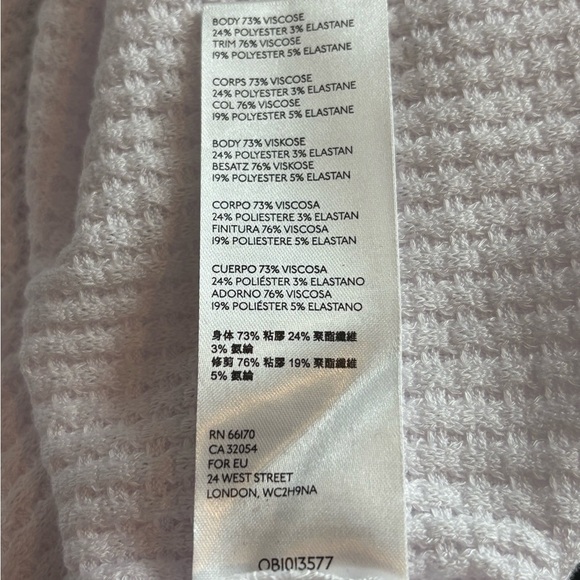 BODY 73% VISCOSE
24% POLYESTER 3% ELASTANE
TRIM 76% VISCOSE
19% POLYESTER 5% ELASTANE
CORPS 73% VISCOSE
24% POLYESTER 3% ELASTANE
COL 76% VISCOSE
19% POLYESTER 5% ELASTANE
BODY 73% VISKOSE
24% POLYESTER 3% ELASTAN
BESATZ 76% VISKOSE
19% POLYESTER 5% ELASTAN
CORPO 73% VISCOSA
24% POLIESTERE 3% ELASTAN
FINITURA 76% VISCOSA
19% POLIESTERE 5% ELASTAN
CUERPO 73% VISCOSA
24% POLIÉSTER 3% ELASTANO
ADORNO 76% VISCOSA
19% POLIÉSTER 5% ELASTANO
身体 73% 粘膠 24% 聚酯纖維
3% 氨綸
修剪 76% 粘膠 19% 聚酯纖維
5% 氨綸
RN 66170
CA 32054
FOR EU
24 WEST STREET
LONDON, WC2H9NA
OB1013577